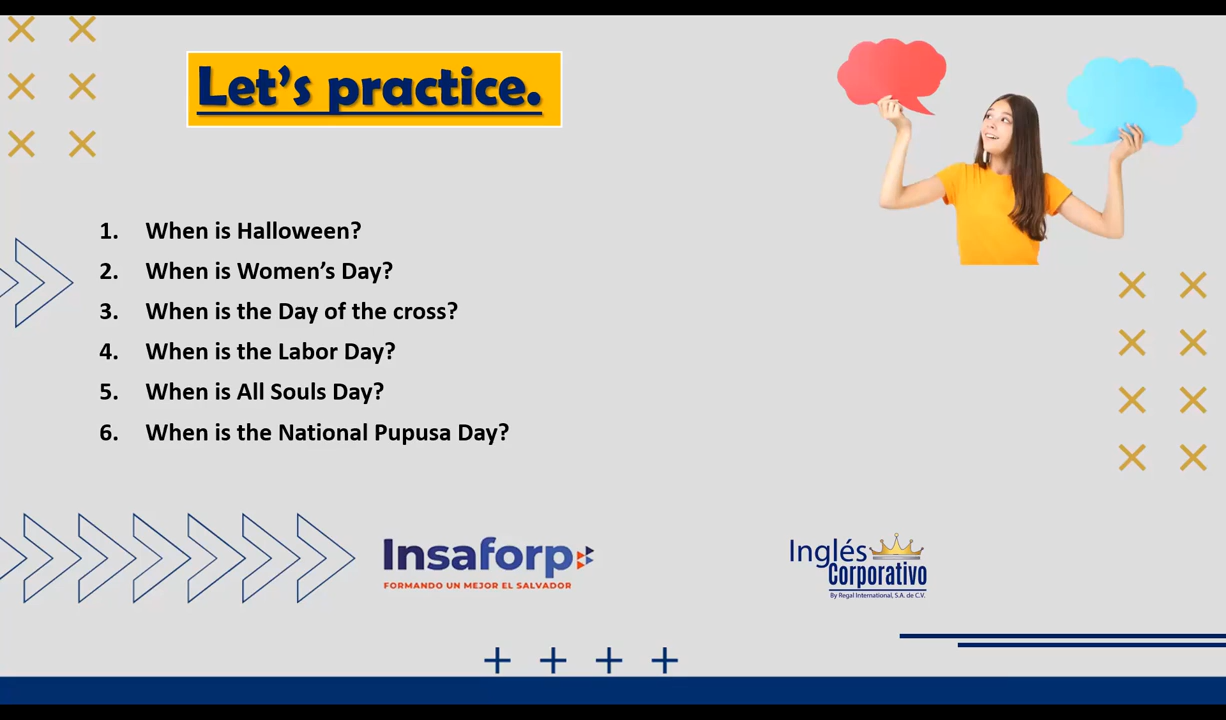 Let's practice.
1. When is Halloween?
2. When is Women's Day?
3. When is the Day of the cross?
4. When is the Labor Day?
5. When is All Souls Day?
6. When is the National Pupusa Day?
Insaforp
FORMANDO UN MEJOR EL SALVADOR
Inglés
Corporativo
By Regal International, S.A. de C.V.